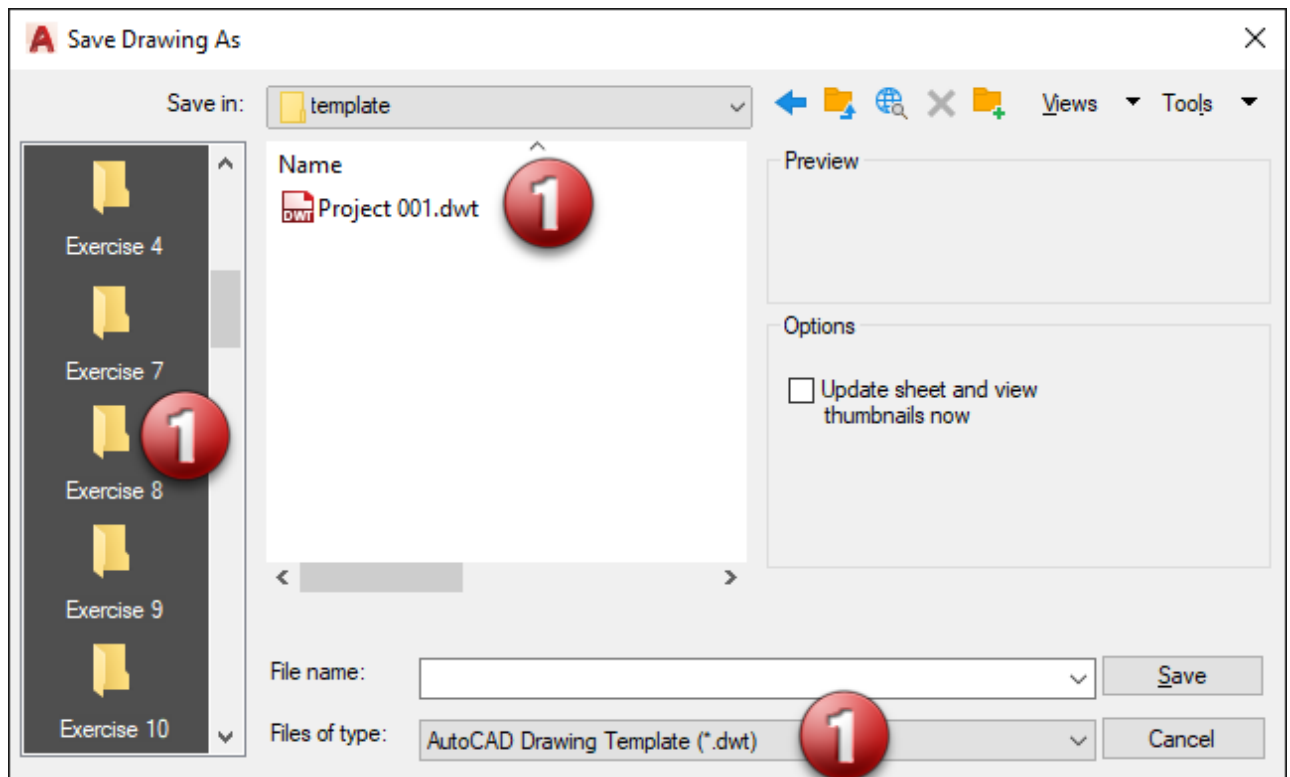 A Save Drawing As
Save in: template Views Tools
Name
DWT Project 001.dwt
1
Preview
Exercise 4
Options
Exercise 7
Update sheet and view
thumbnails now
1
Exercise 8
Exercise 9
File name: Save
Exercise 10
Files of type: AutoCAD Drawing Template (*.dwt) 1 Cancel